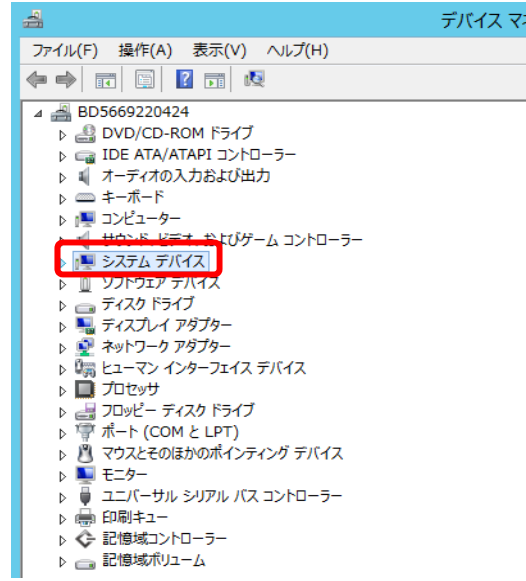 デバイス マネ
ファイル(F) 操作(A) 表示(V) ヘルプ(H)
BD5669220424
DVD/CD-ROM ドライブ
IDE ATA/ATAPI コントローラー
オーディオの入力および出力
キーボード
コンピューター
サウンド、ビデオ、およびゲーム コントローラー
システム デバイス
ソフトウェア デバイス
ディスク ドライブ
ディスプレイ アダプター
ネットワーク アダプター
ヒューマン インターフェイス デバイス
プロセッサ
フロッピー ディスク ドライブ
ポート (COM と LPT)
マウスとそのほかのポインティング デバイス
モニター
ユニバーサル シリアル バス コントローラー
印刷キュー
記憶域コントローラー
記憶域ボリューム